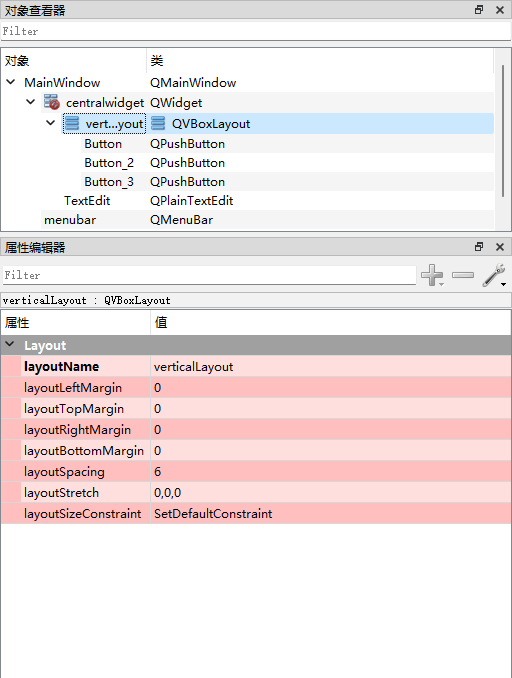 对象查看器
Filter
对象 类
MainWindow QMainWindow
centralwidget QWidget
vert...yout QVBoxLayout
Button QPushButton
Button_2 QPushButton
Button_3 QPushButton
TextEdit QPlainTextEdit
menubar QMenuBar
属性编辑器
Filter
verticalLayout : QVBoxLayout
属性 值
Layout
layoutName verticalLayout
layoutLeftMargin 0
layoutTopMargin 0
layoutRightMargin 0
layoutBottomMargin 0
layoutSpacing 6
layoutStretch 0,0,0
layoutSizeConstraint SetDefaultConstraint